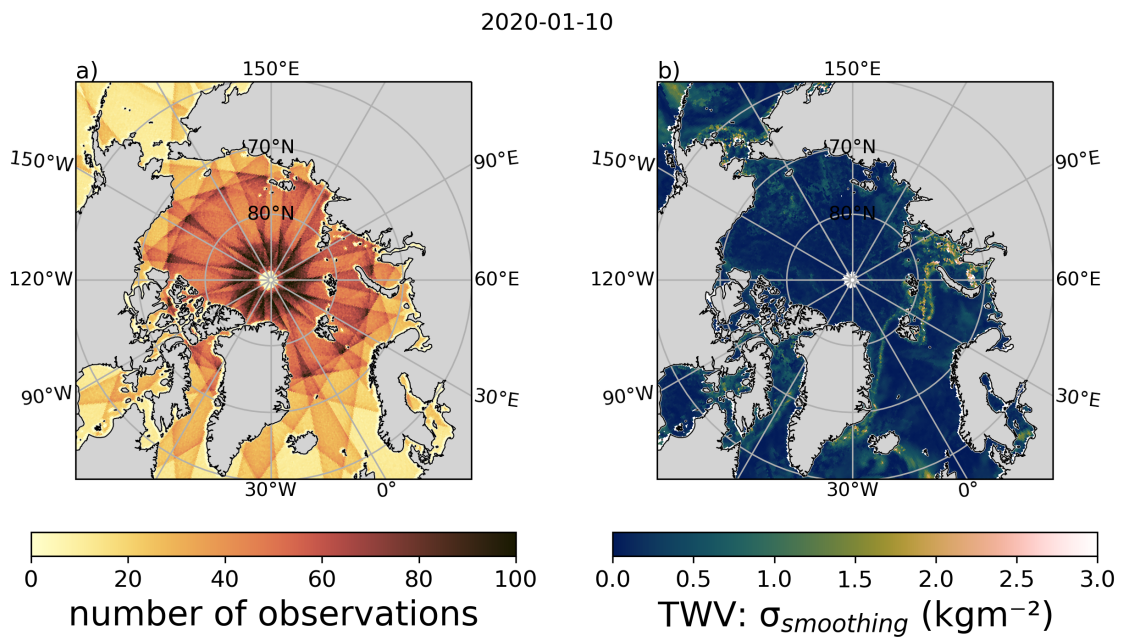 2020-01-10
a)
150°E
b)
150°E
70°N
80°N
150°W
90°E
120°W
60°E
90°W
30°E
30°W
0°
70°N
80°N
150°W
90°E
120°W
60°E
90°W
30°E
30°W
0°
0 20 40 60 80 100
number of observations
0.0 0.5 1.0 1.5 2.0 2.5 3.0
TWV: σsmoothing (kgm⁻²)